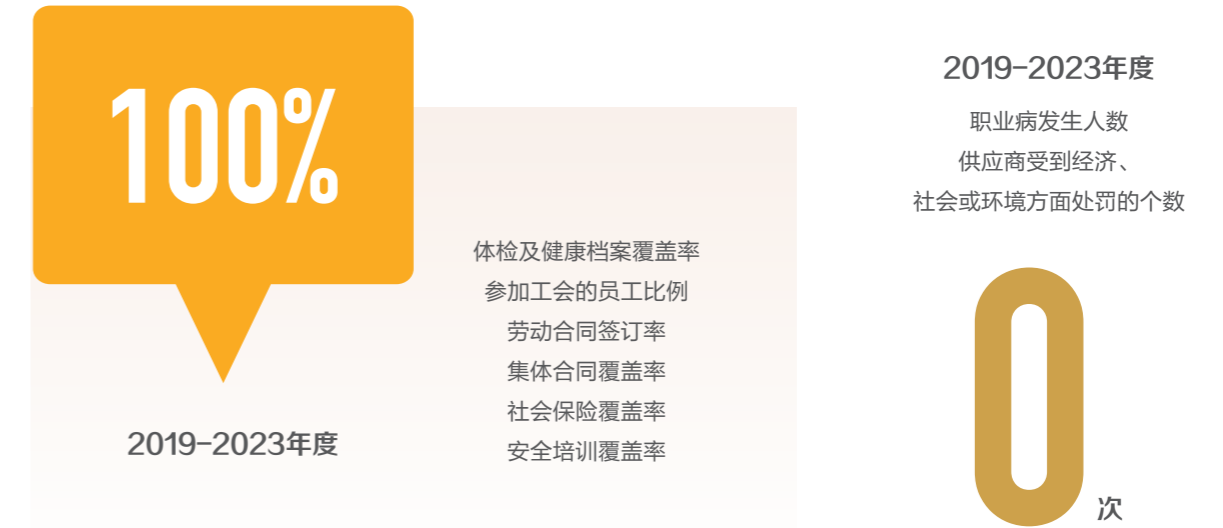 100%
2019-2023年度
体检及健康档案覆盖率
参加工会的员工比例
劳动合同签订率
集体合同覆盖率
社会保险覆盖率
安全培训覆盖率
2019-2023年度
职业病发生人数
供应商受到经济、
社会或环境方面处罚的个数
0次